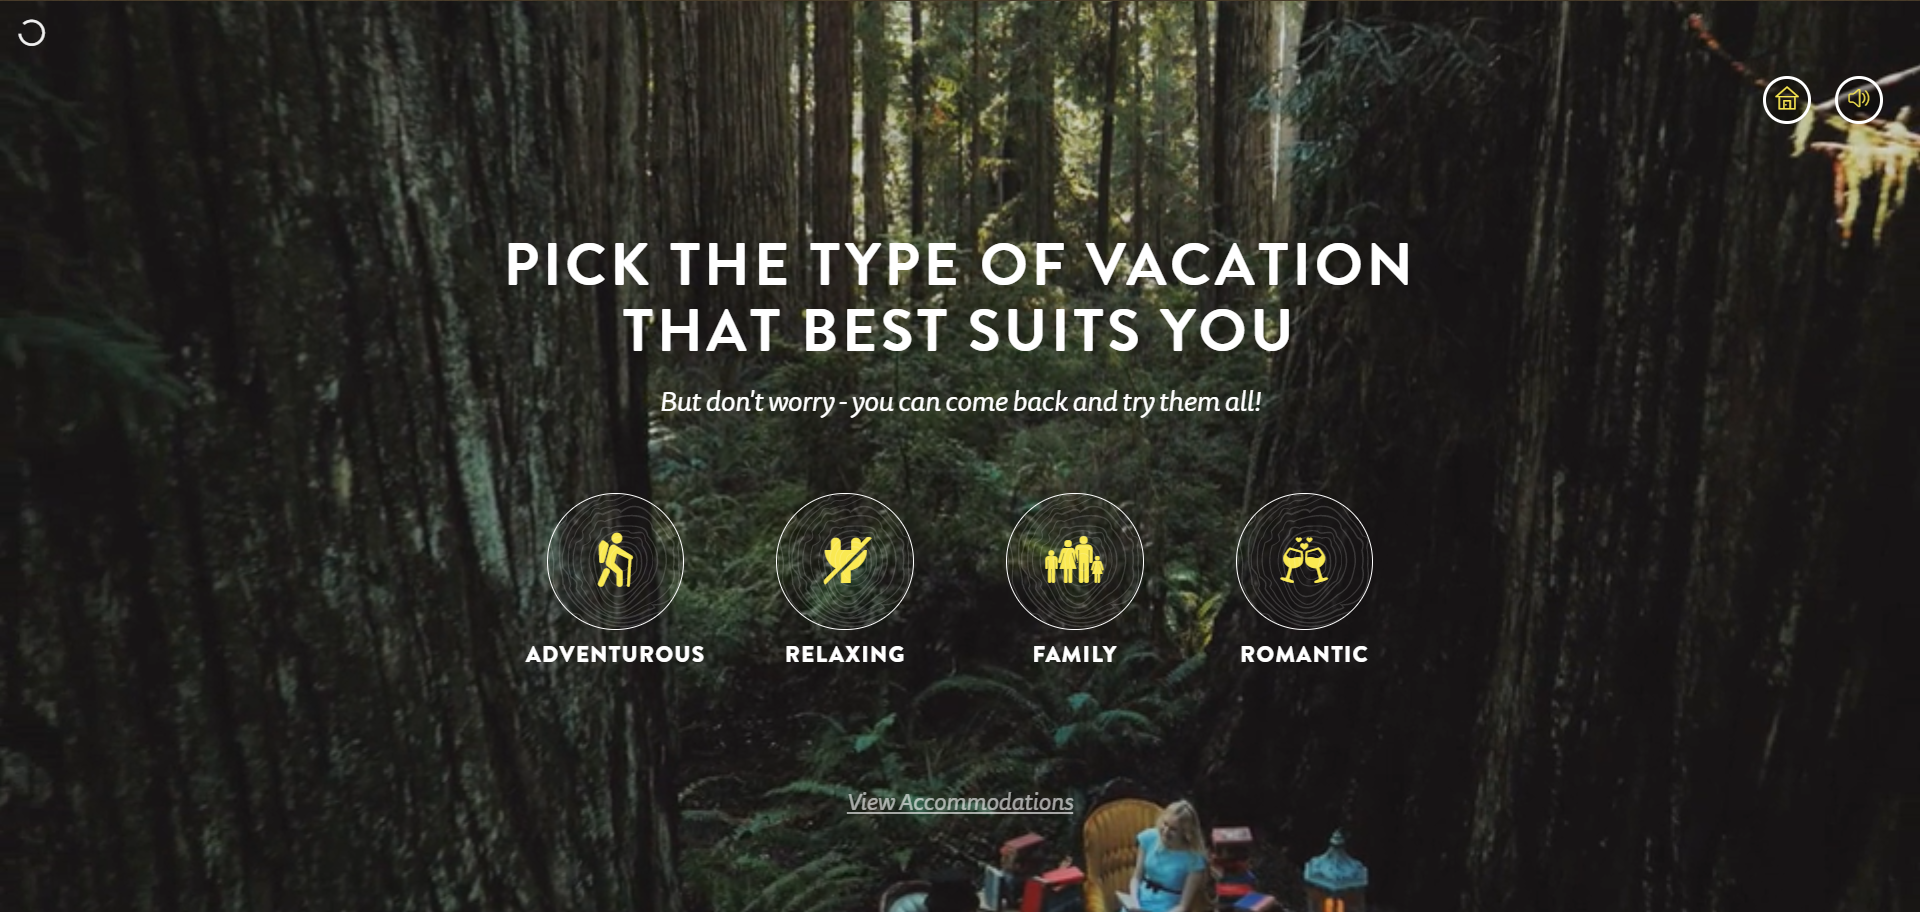 PICK THE TYPE OF VACATION
THAT BEST SUITS YOU
But don't worry - you can come back and try them all!
ADVENTUROUS
RELAXING
FAMILY
ROMANTIC
View Accommodations